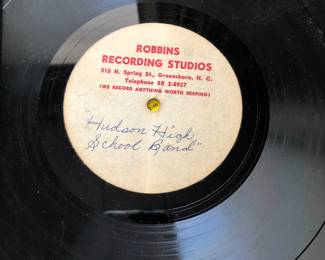 ROBBINS
RECORDING STUDIOS
310 N. Spring St., Greensboro, N. C.
Telephone BR 2-8927
(WE RECORD ANYTHING WORTH KEEPING)
Hudson High
School Band"